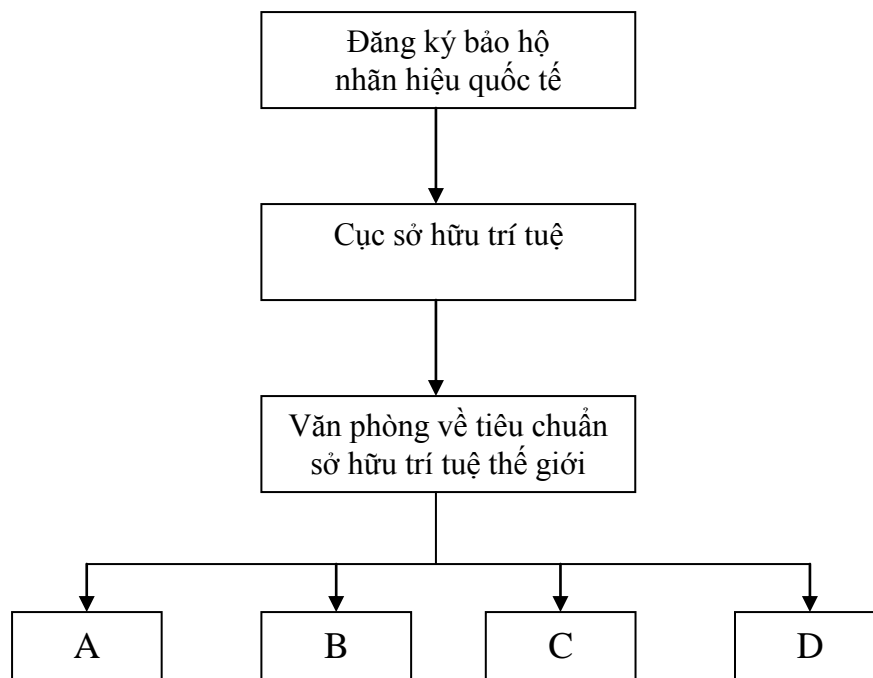 Đăng ký bảo hộ
nhãn hiệu quốc tế
Cục sở hữu trí tuệ
Văn phòng về tiêu chuẩn
sở hữu trí tuệ thế giới
A
B
C
D